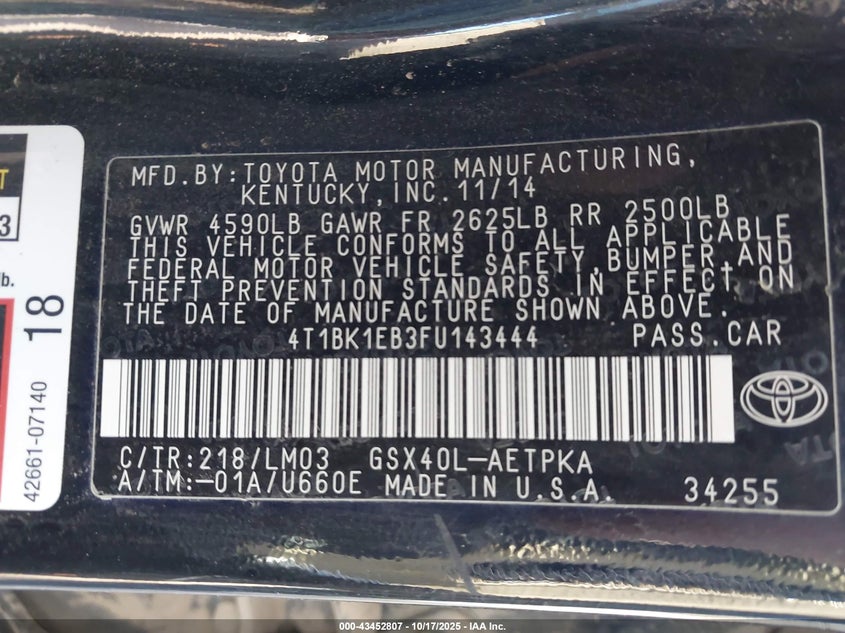 MFD.BY:TOYOTA MOTOR MANUFACTURING,
KENTUCKY,INC.11/14
GVWR 4590LB GAWR FR 2625LB RR 2500LB
THIS VEHICLE CONFORMS TO ALL APPLICABLE
FEDERAL MOTOR VEHICLE SAFETY,BUMPER,AND
THEFT PREVENTION STANDARDS IN EFFECT ON
THE DATE OF MANUFACTURE SHOWN ABOVE.
4T1BK1EB3FU143444 PASS.CAR
C/TR:218/LM03 GSX40L-AETPKA
A/TM:-01A/U660E MADE IN U.S.A. 34255
3
lb.
18
42661-07140
000-43452807 - 10/17/2025 - IAA Inc.